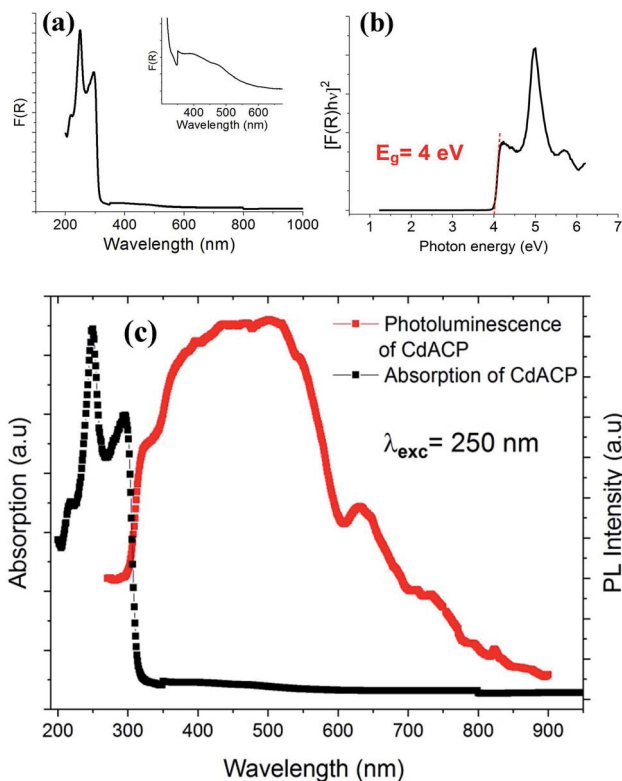 (a)
F(R)
F(R)
400 500 600
Wavelength (nm)
200 400 600 800 1000
Wavelength (nm)
(b)
[F(R)hν]²
E_g= 4 eV
1 2 3 4 5 6 7
Photon energy (eV)
(c)
Photoluminescence
of CdACP
Absorption of CdACP
λ_exc= 250 nm
Absorption (a.u)
PL Intensity (a.u)
200 300 400 500 600 700 800 900
Wavelength (nm)